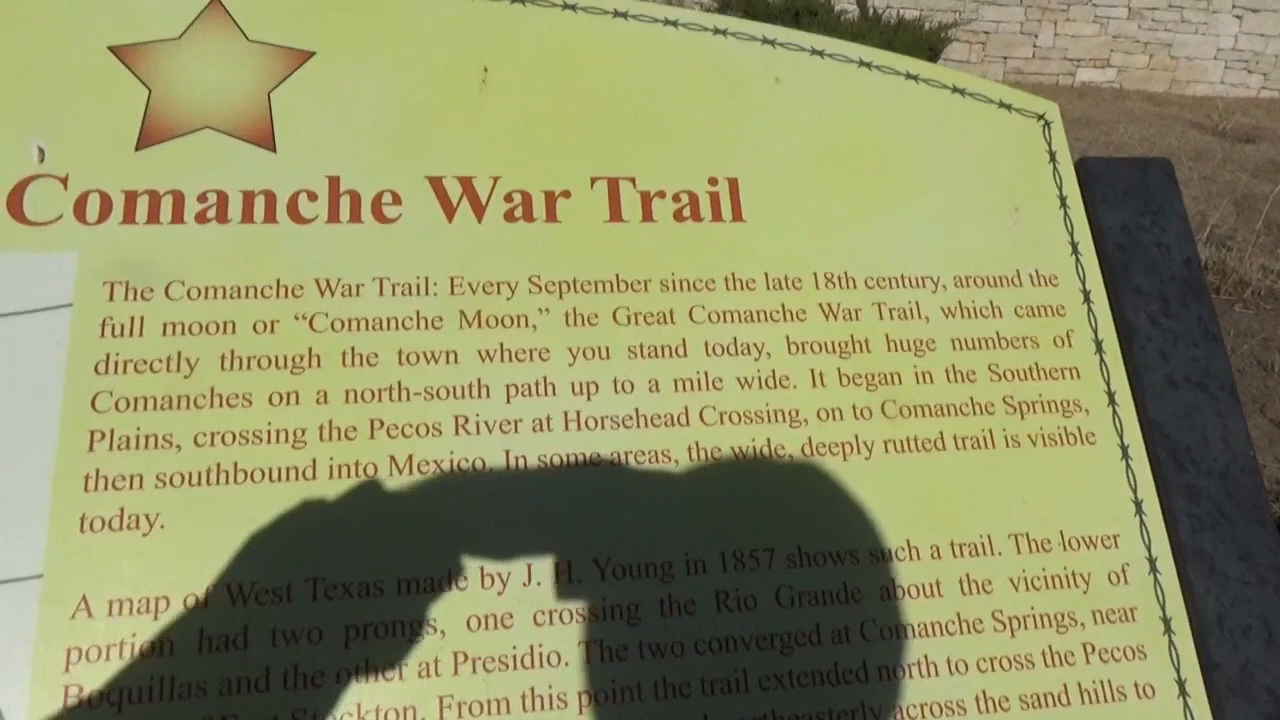 Comanche War Trail
The Comanche War Trail: Every September since the late 18th century, around the
full moon or “Comanche Moon,” the Great Comanche War Trail, which came
directly through the town where you stand today, brought huge numbers of
Comanches on a north-south path up to a mile wide. It began in the Southern
Plains, crossing the Pecos River at Horsehead Crossing, on to Comanche Springs,
then southbound into Mexico. In some areas, the wide, deeply rutted trail is visible
today.
A map of West Texas made by J. H. Young in 1857 shows such a trail. The lower
portion had two prongs, one crossing the Rio Grande about the vicinity of
Boquillas and the other at Presidio. The two converged at Comanche Springs, near
Stockton. From this point the trail extended north to cross the Pecos
northeasterly across the sand hills to